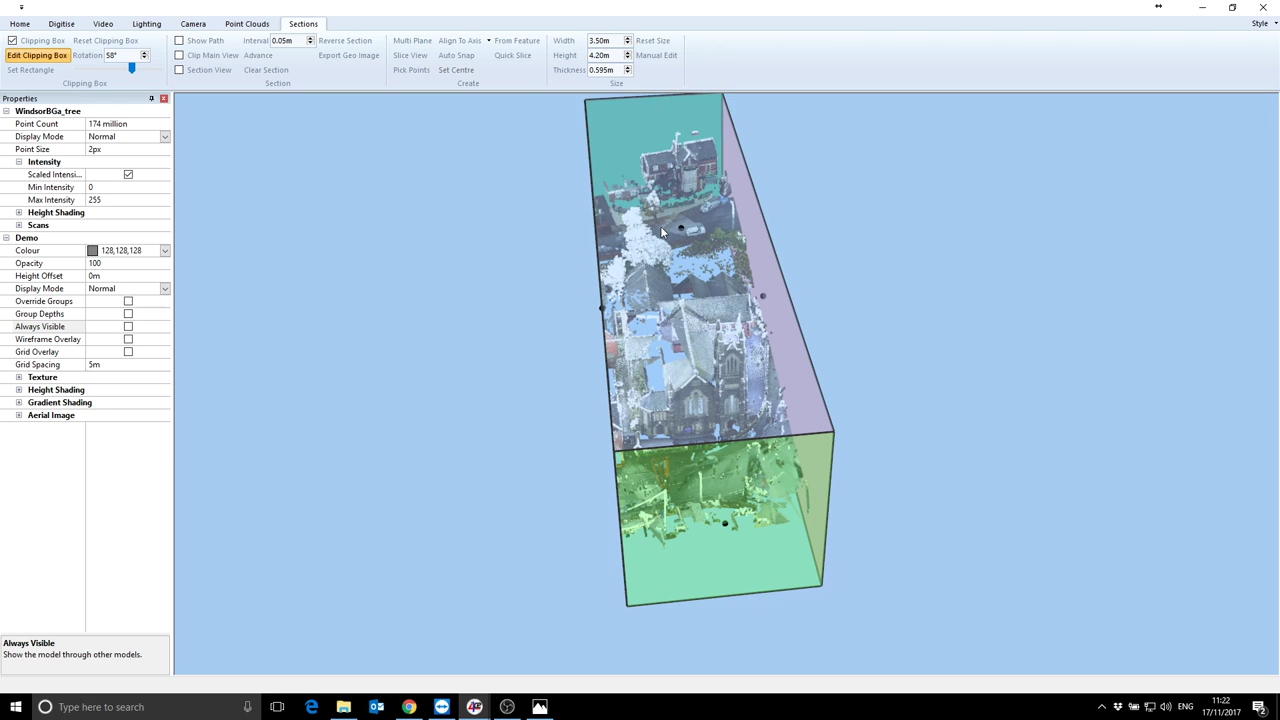 Home Digitise Video Lighting Camera Point Clouds Sections Style
Clipping Box Reset Clipping Box Show Path Interval 0.05m Reverse Section Multi Plane Align To Axis From Feature Width 3.50m Reset Size
Edit Clipping Box Rotation 58° Clip Main View Advance Export Geo Image Slice View Auto Snap Quick Slice Height 4.20m Manual Edit
Set Rectangle Section View Clear Section Pick Points Set Centre Thickness 0.595m
Clipping Box Section Create Size
Properties
WindsorBGa_tree
Point Count 174 million
Display Mode Normal
Point Size 2px
Intensity
Scaled Intensi...
Min Intensity 0
Max Intensity 255
Height Shading
Scans
Demo
Colour 128,128,128
Opacity 100
Height Offset 0m
Display Mode Normal
Override Groups
Group Depths
Always Visible
Wireframe Overlay
Grid Overlay
Grid Spacing 5m
Texture
Height Shading
Gradient Shading
Aerial Image
Always Visible
Show the model through other models.
Type here to search
ENG
11:22
17/11/2017
2